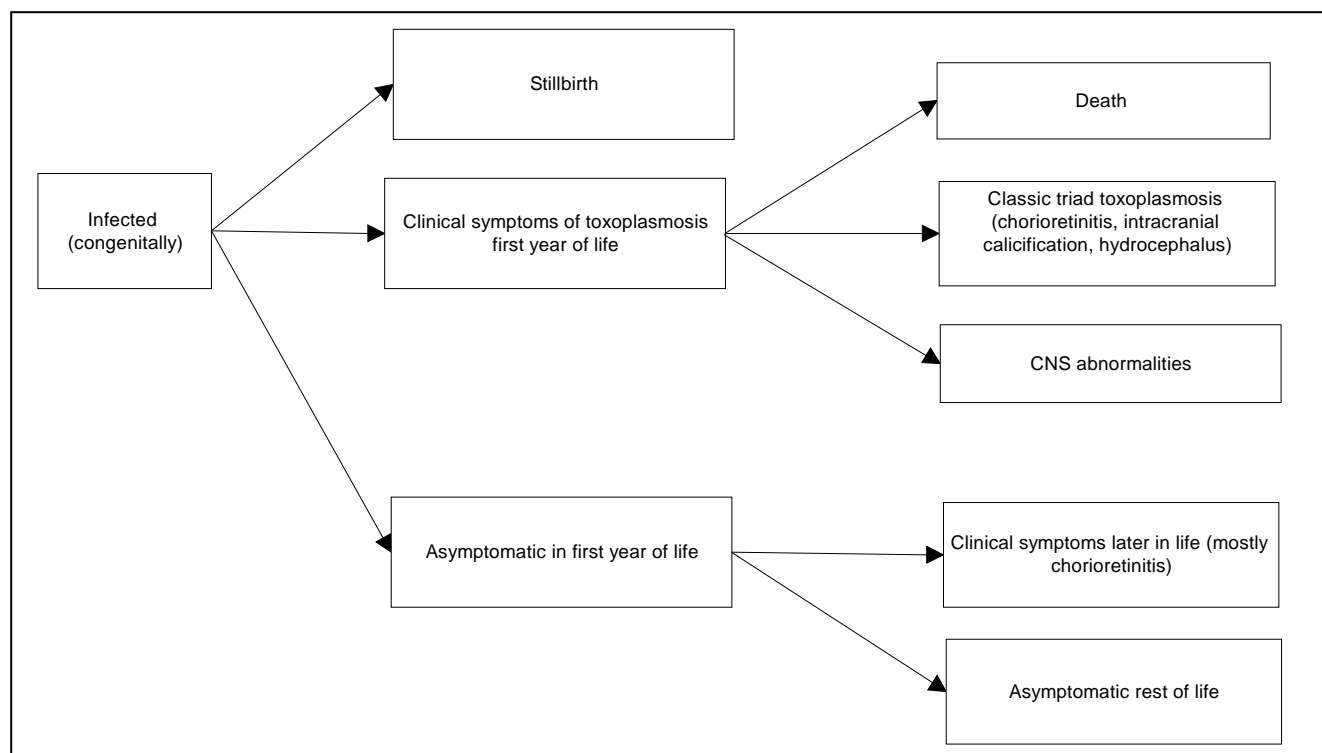 Stillbirth
Death
Infected
(congenitally)
Clinical symptoms of toxoplasmosis
first year of life
Classic triad toxoplasmosis
(chorioretinitis, intracranial
calicification, hydrocephalus)
CNS abnormalities
Asymptomatic in first year of life
Clinical symptoms later in life (mostly
chorioretinitis)
Asymptomatic rest of life